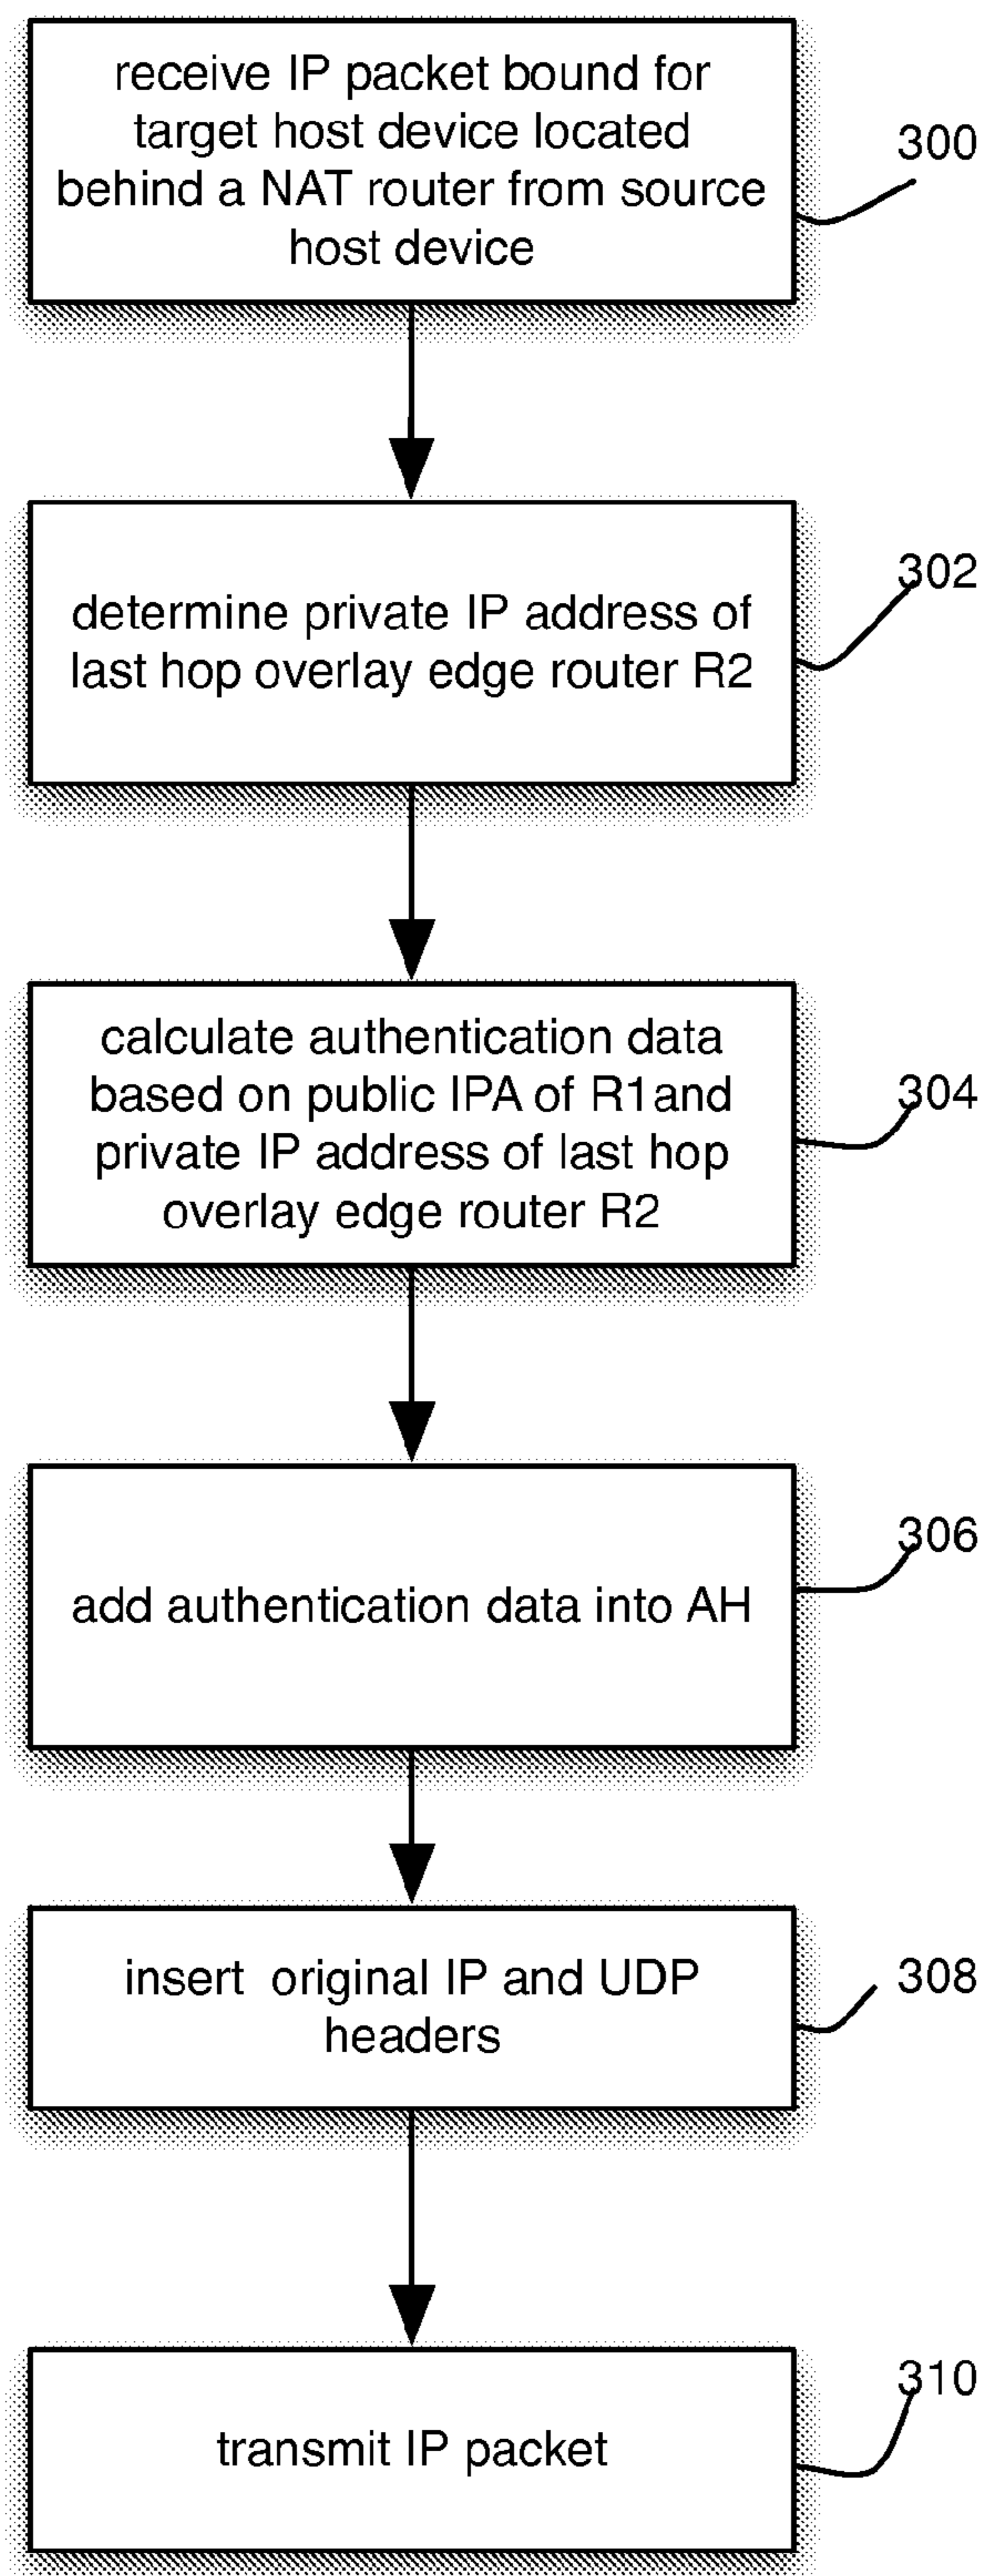 receive IP packet bound for
target host device located
behind a NAT router from source
host device
300
determine private IP address of
last hop overlay edge router R2
302
calculate authentication data
based on public IPA of R1and
private IP address of last hop
overlay edge router R2
304
add authentication data into AH
306
insert original IP and UDP
headers
308
transmit IP packet
310